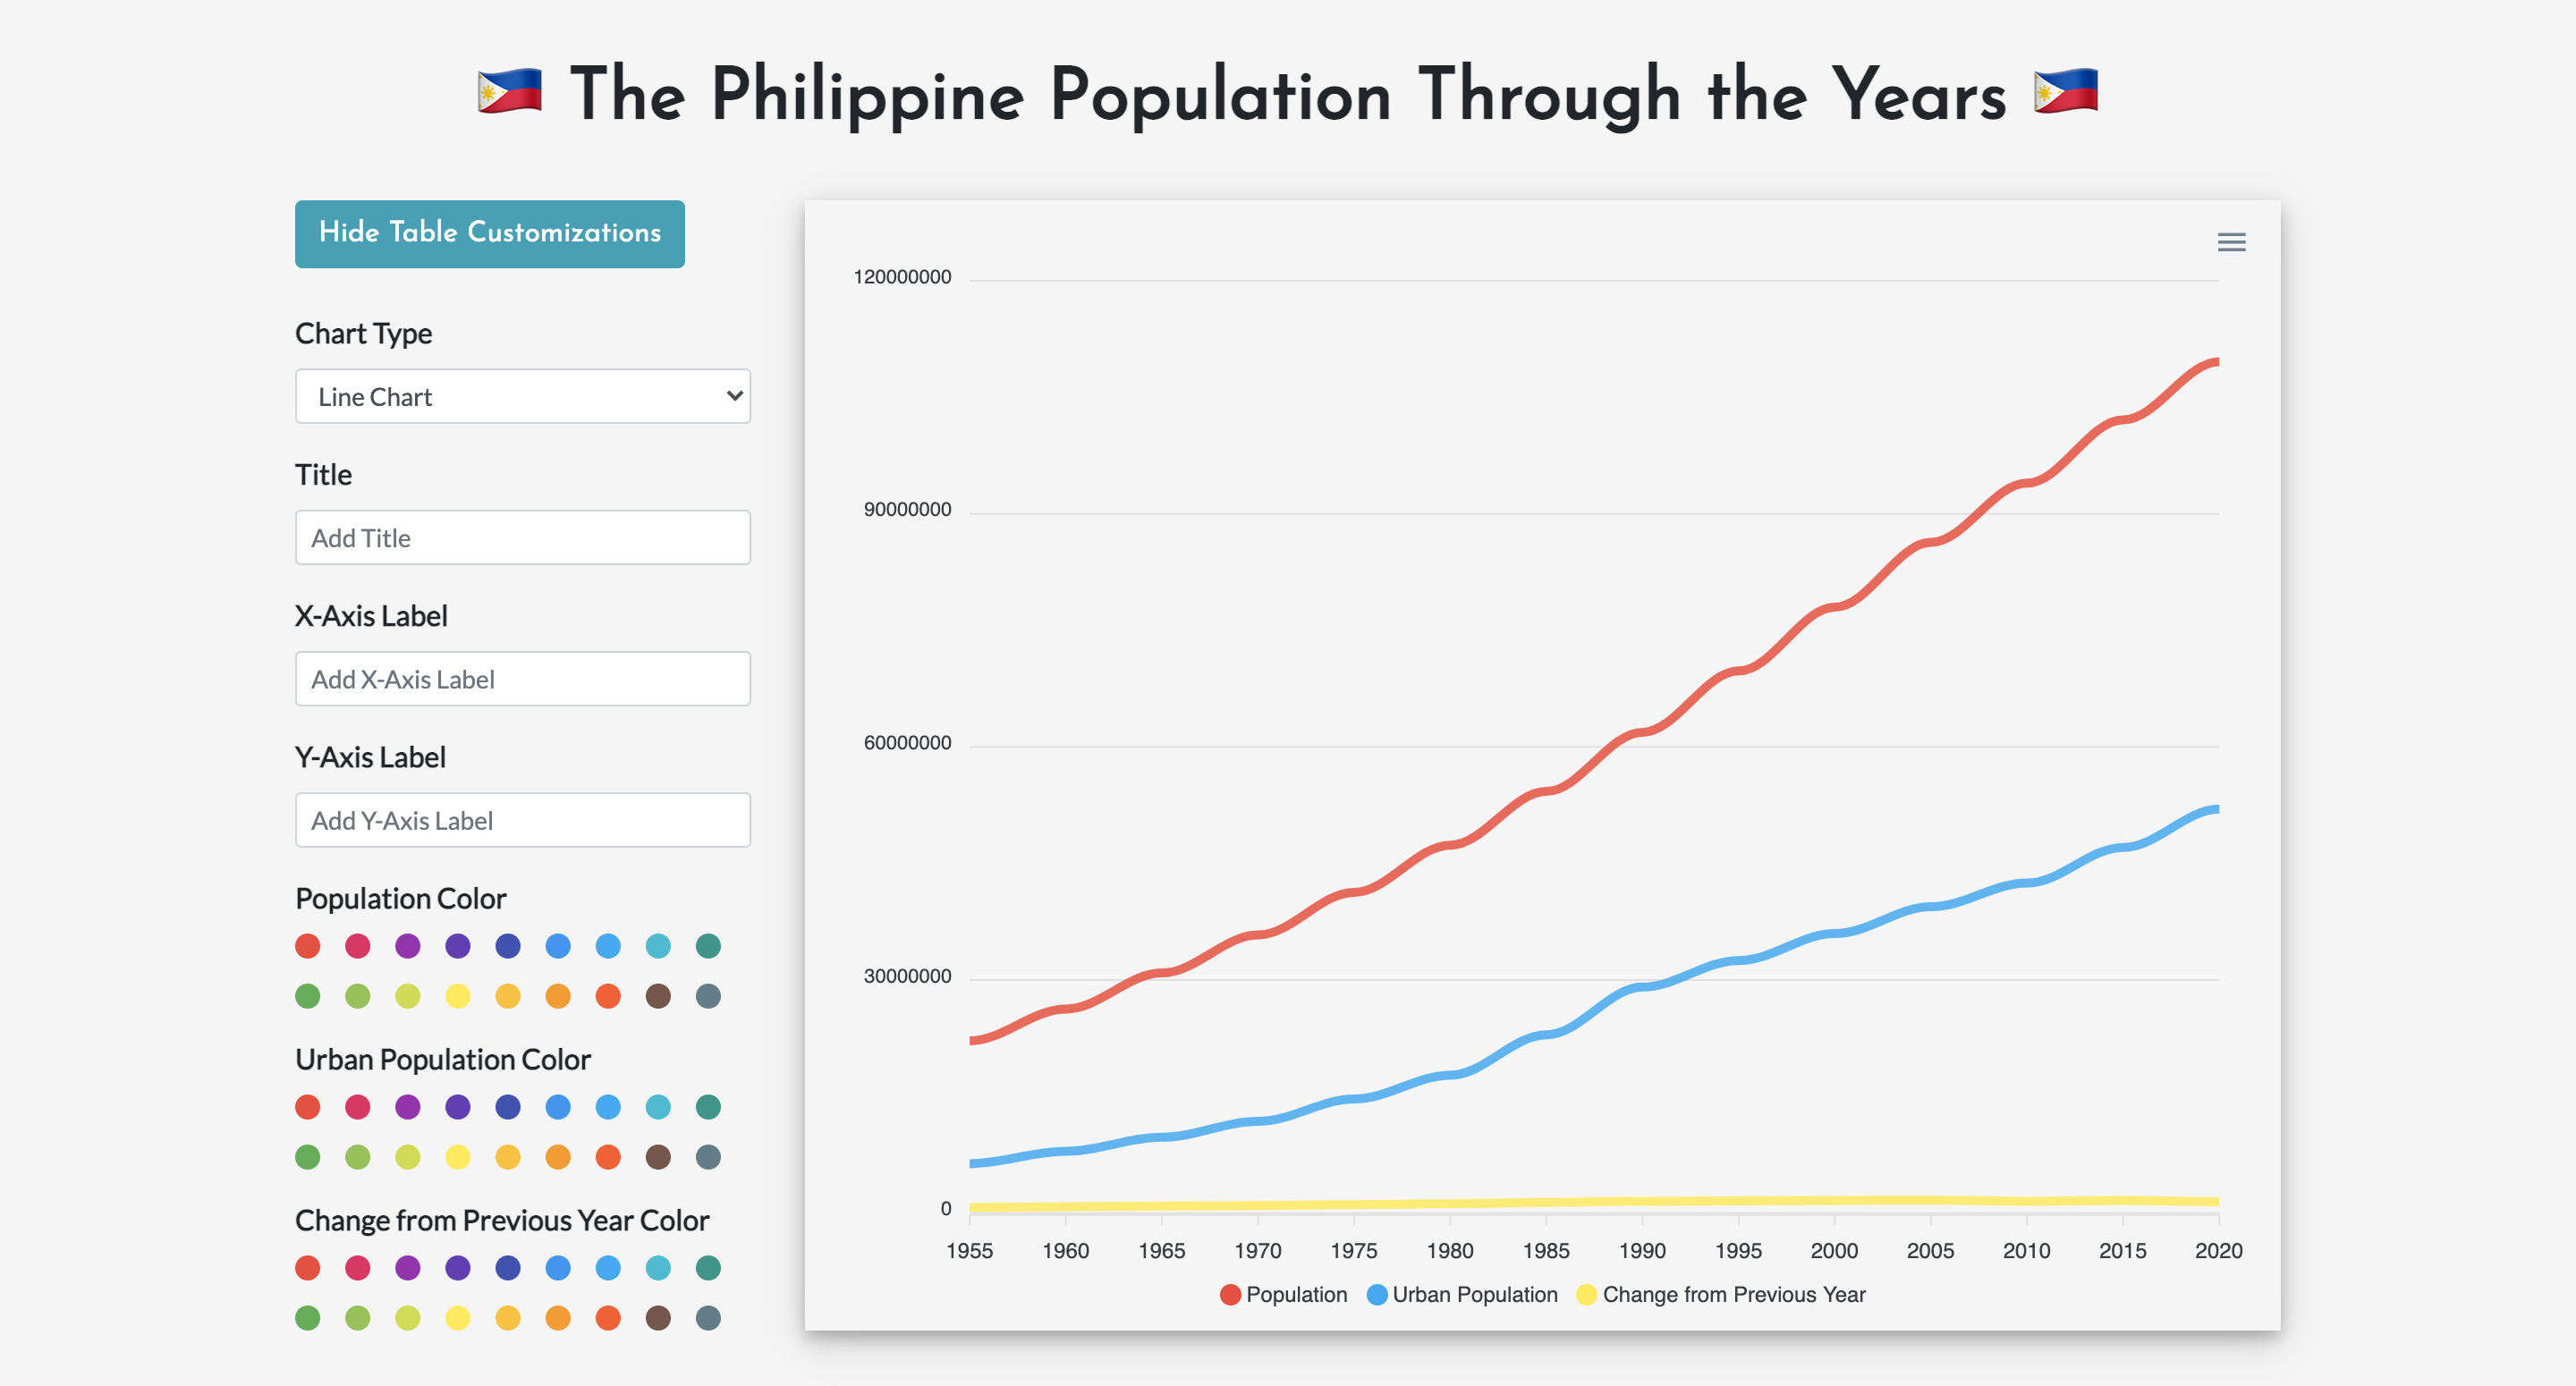 The Philippine Population Through the Years
Hide Table Customizations
Chart Type
Line Chart
Title
Add Title
X-Axis Label
Add X-Axis Label
Y-Axis Label
Add Y-Axis Label
Population Color
Urban Population Color
Change from Previous Year Color
120000000
90000000
60000000
30000000
0
1955 1960 1965 1970 1975 1980 1985 1990 1995 2000 2005 2010 2015 2020
Population Urban Population Change from Previous Year